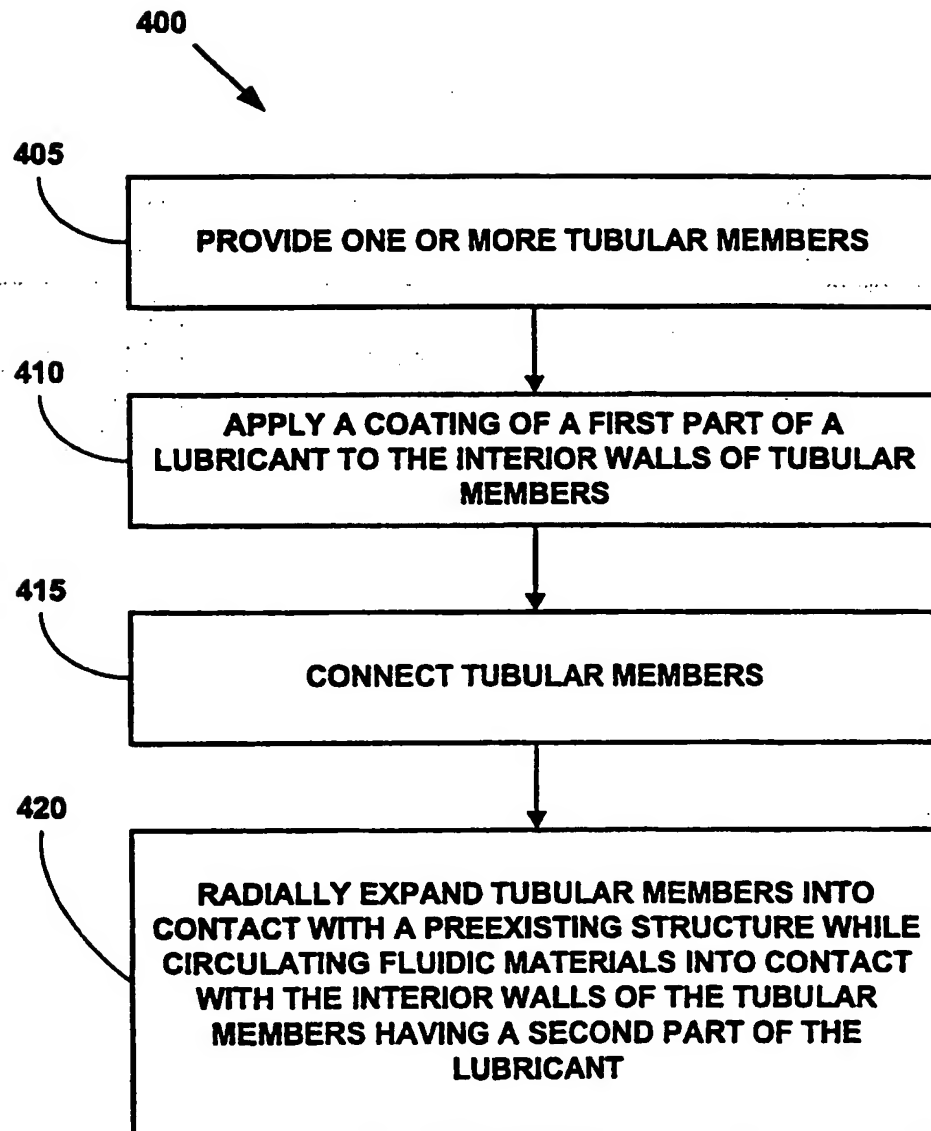 400
405
PROVIDE ONE OR MORE TUBULAR MEMBERS
410
APPLY A COATING OF A FIRST PART OF A
LUBRICANT TO THE INTERIOR WALLS OF TUBULAR
MEMBERS
415
CONNECT TUBULAR MEMBERS
420
RADIALLY EXPAND TUBULAR MEMBERS INTO
CONTACT WITH A PREEXISTING STRUCTURE WHILE
CIRCULATING FLUIDIC MATERIALS INTO CONTACT
WITH THE INTERIOR WALLS OF THE TUBULAR
MEMBERS HAVING A SECOND PART OF THE
LUBRICANT